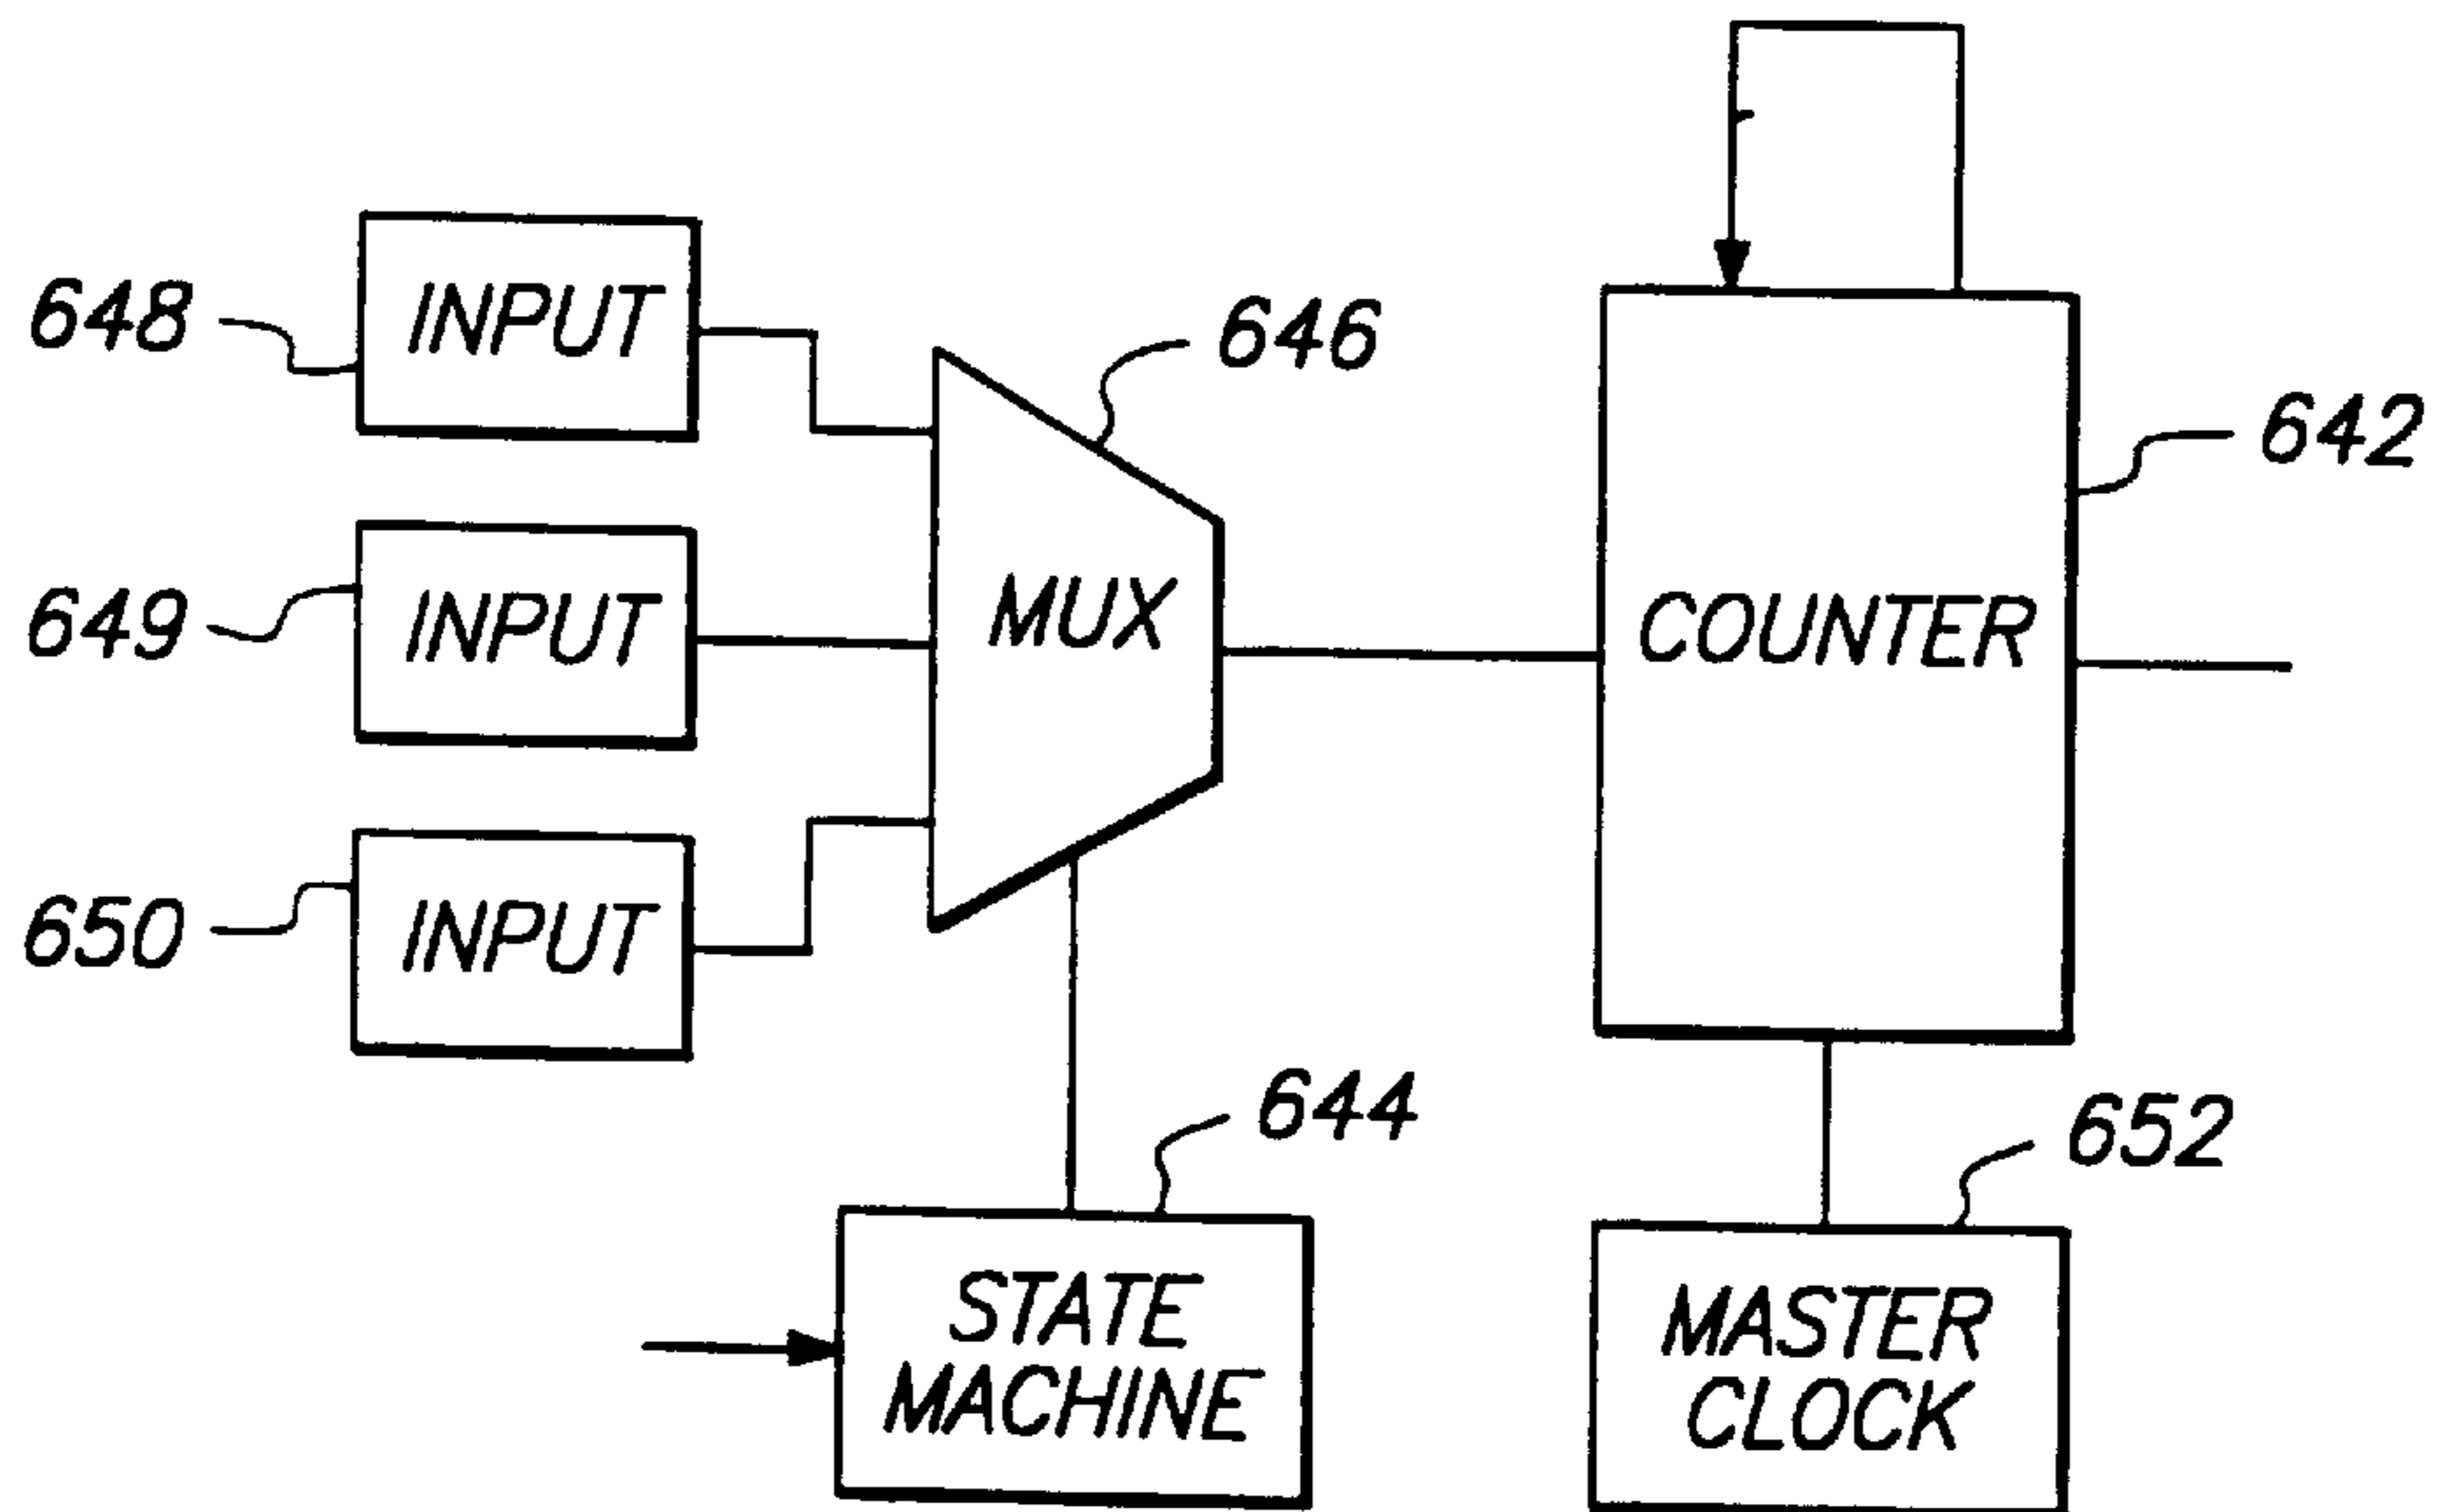 648
INPUT
646
642
649
INPUT
MUX
COUNTER
650
INPUT
644
652
STATE
MACHINE
MASTER
CLOCK